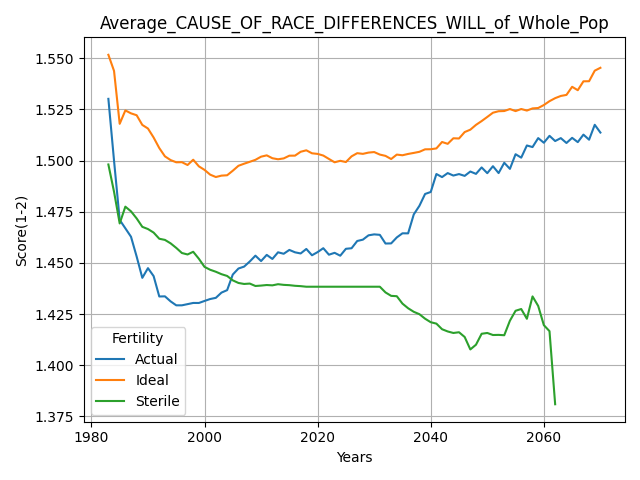 Average_CAUSE_OF_RACE_DIFFERENCES_WILL_of_Whole_Pop
1.550
1.525
1.500
1.475
1.450
1.425
1.400
1.375
Score(1-2)
Fertility
Actual
Ideal
Sterile
1980
2000
2020
2040
2060
Years